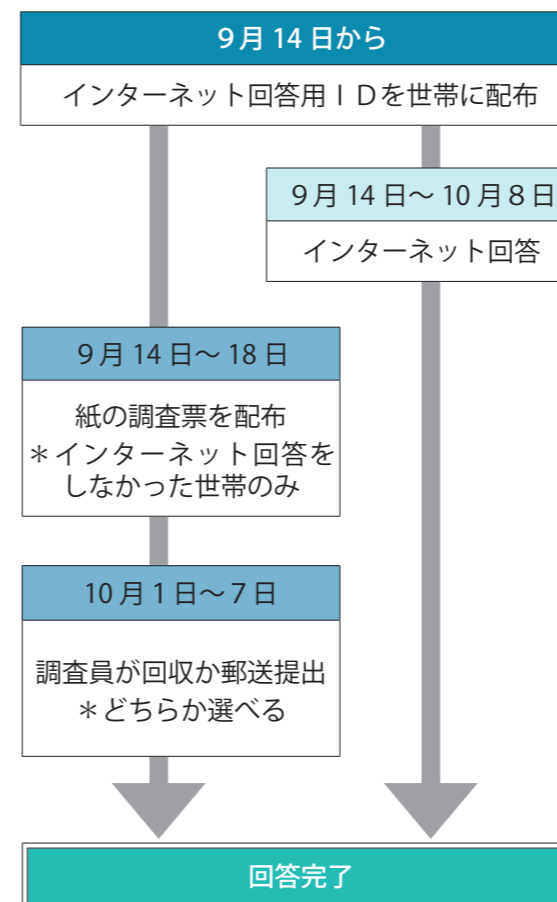 9月14日から
インターネット回答用ＩＤを世帯に配布
9月14日～10月８日
インターネット回答
9月14日～18日
紙の調査票を配布
＊インターネット回答を
しなかった世帯のみ
10月１日～７日
調査員が回収か郵送提出
＊どちらか選べる
回答完了